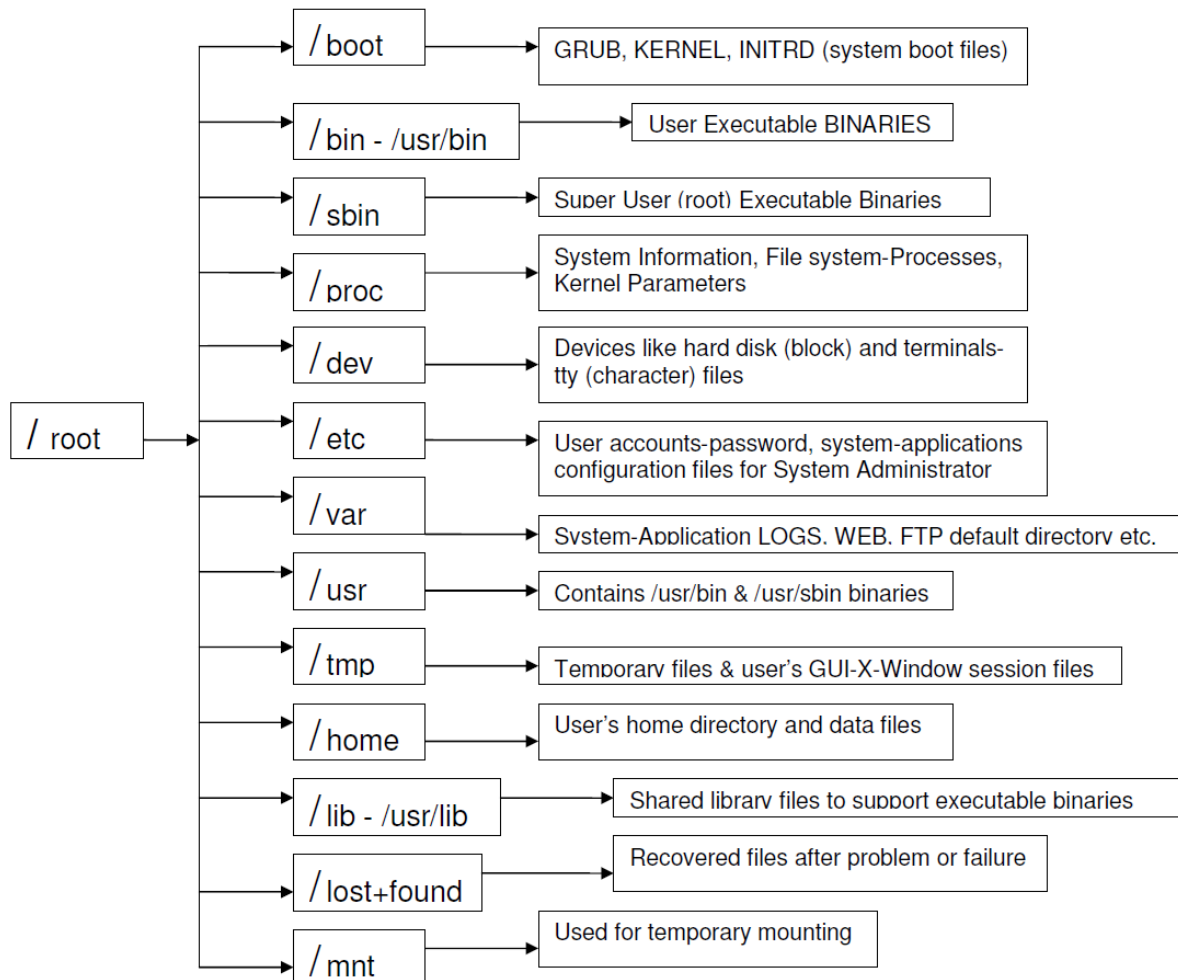 / boot
GRUB, KERNEL, INITRD (system boot files)
/ bin - /usr/bin
User Executable BINARIES
/ sbin
Super User (root) Executable Binaries
/ proc
System Information, File system-Processes,
Kernel Parameters
/ dev
Devices like hard disk (block) and terminals-
tty (character) files
/ root
/ etc
User accounts-password, system-applications
configuration files for System Administrator
/ var
System-Application LOGS, WEB, FTP default directory etc.
/ usr
Contains /usr/bin & /usr/sbin binaries
/ tmp
Temporary files & user's GUI-X-Window session files
/ home
User's home directory and data files
/ lib - /usr/lib
Shared library files to support executable binaries
/ lost+found
Recovered files after problem or failure
/ mnt
Used for temporary mounting